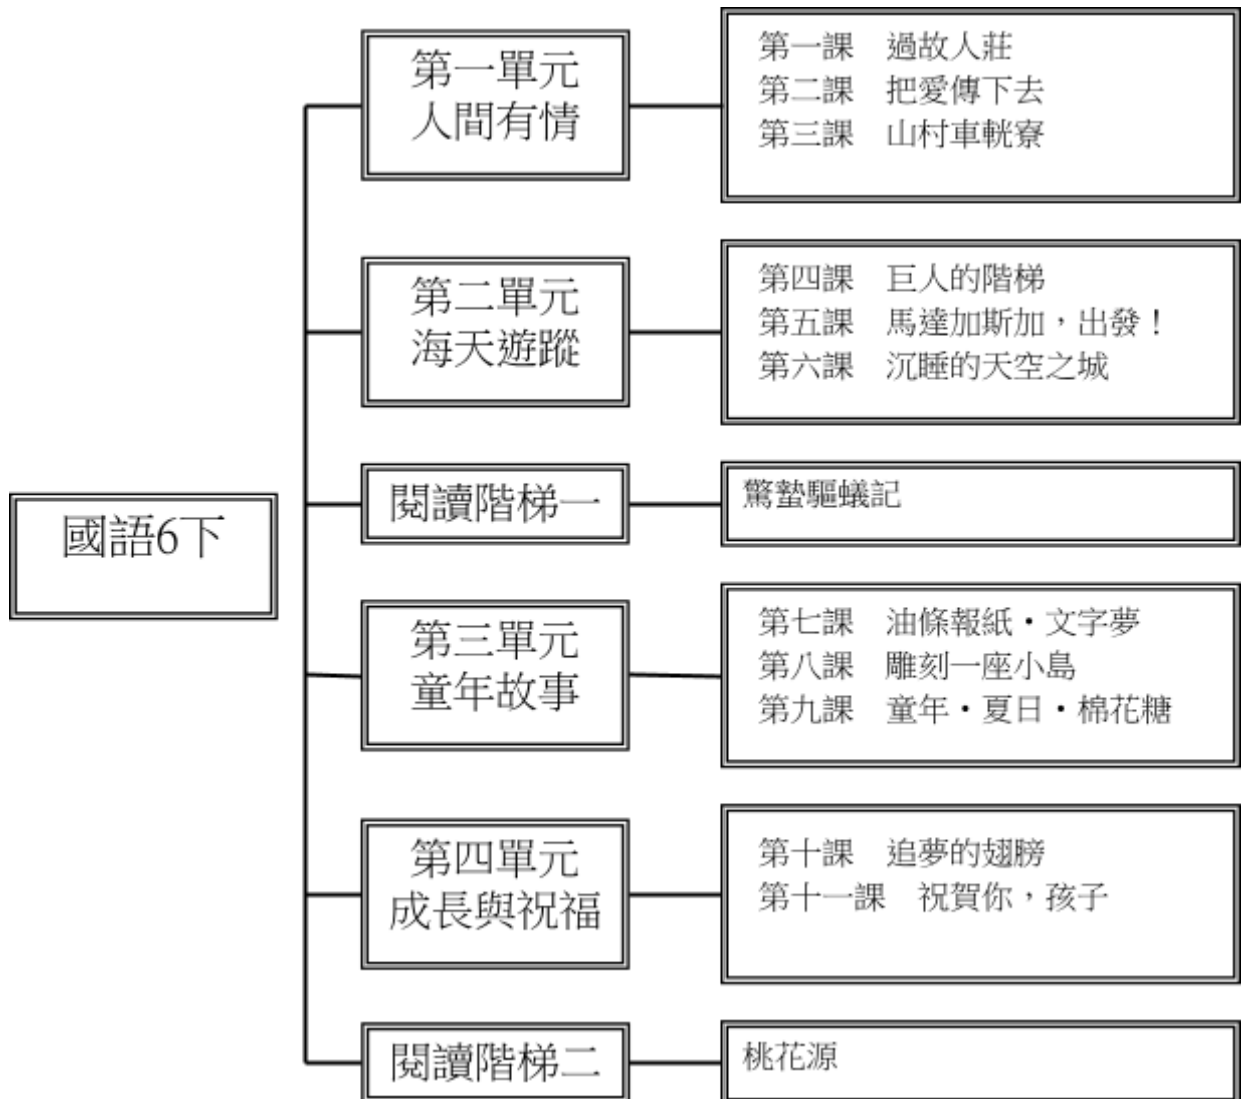 國語6下
第一單元
人間有情
第一課　過故人莊
第二課　把愛傳下去
第三課　山村車輄寮
第二單元
海天遊蹤
第四課　巨人的階梯
第五課　馬達加斯加，出發！
第六課　沉睡的天空之城
閱讀階梯一
驚蟄驅蟻記
第三單元
童年故事
第七課　油條報紙‧文字夢
第八課　雕刻一座小島
第九課　童年‧夏日‧棉花糖
第四單元
成長與祝福
第十課　追夢的翅膀
第十一課　祝賀你，孩子
閱讀階梯二
桃花源